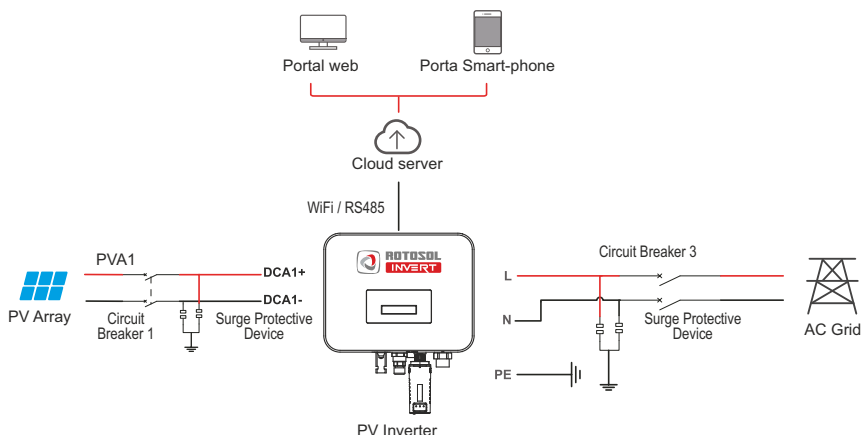 Portal web
Porta Smart-phone
Cloud server
WiFi / RS485
ROTOSOL
INVERT
PVA1
DCA1+
DCA1-
PV Array
Circuit
Breaker 1
Surge Protective
Device
Circuit Breaker 3
L
N
Surge Protective
Device
AC Grid
PE
PV Inverter